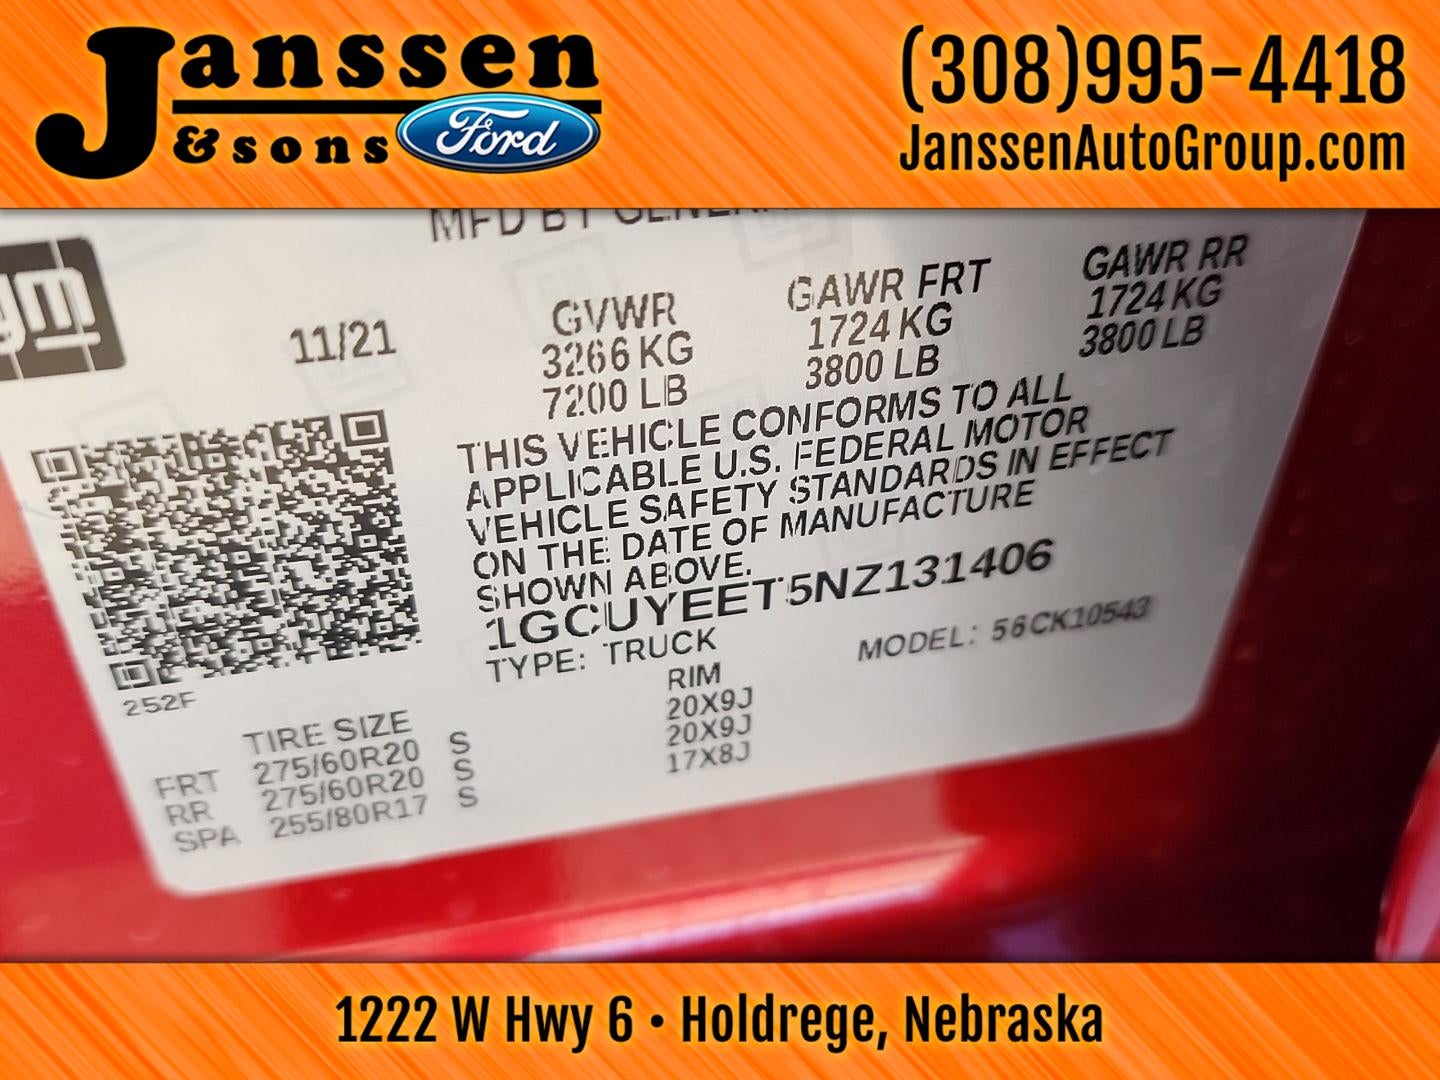 Janssen
& sons Ford
(308)995-4418
JanssenAutoGroup.com
MFD BY GENERA
gm
11/21
GVWR
3266 KG
7200 LB
GAWR FRT
1724 KG
3800 LB
GAWR RR
1724 KG
3800 LB
THIS VEHICLE CONFORMS TO ALL
APPLICABLE U.S. FEDERAL MOTOR
VEHICLE SAFETY STANDARDS IN EFFECT
ON THE DATE OF MANUFACTURE
SHOWN ABOVE.
1GCUYEET5NZ131406
TYPE: TRUCK MODEL: 56CK10543
252F
TIRE SIZE RIM
FRT 275/60R20 S 20X9J
RR 275/60R20 S 20X9J
SPA 255/80R17 S 17X8J
1222 W Hwy 6 • Holdrege, Nebraska